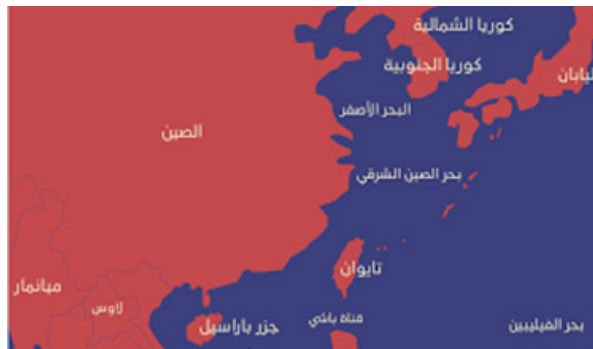 كوريا الشمالية
كوريا الجنوبية
اليابان
البحر الأصفر
الصين
بحر الصين الشرقي
تايوان
ميانمار
لاوس
جزر باراسيل
قناة باشي
بحر الفيليبين